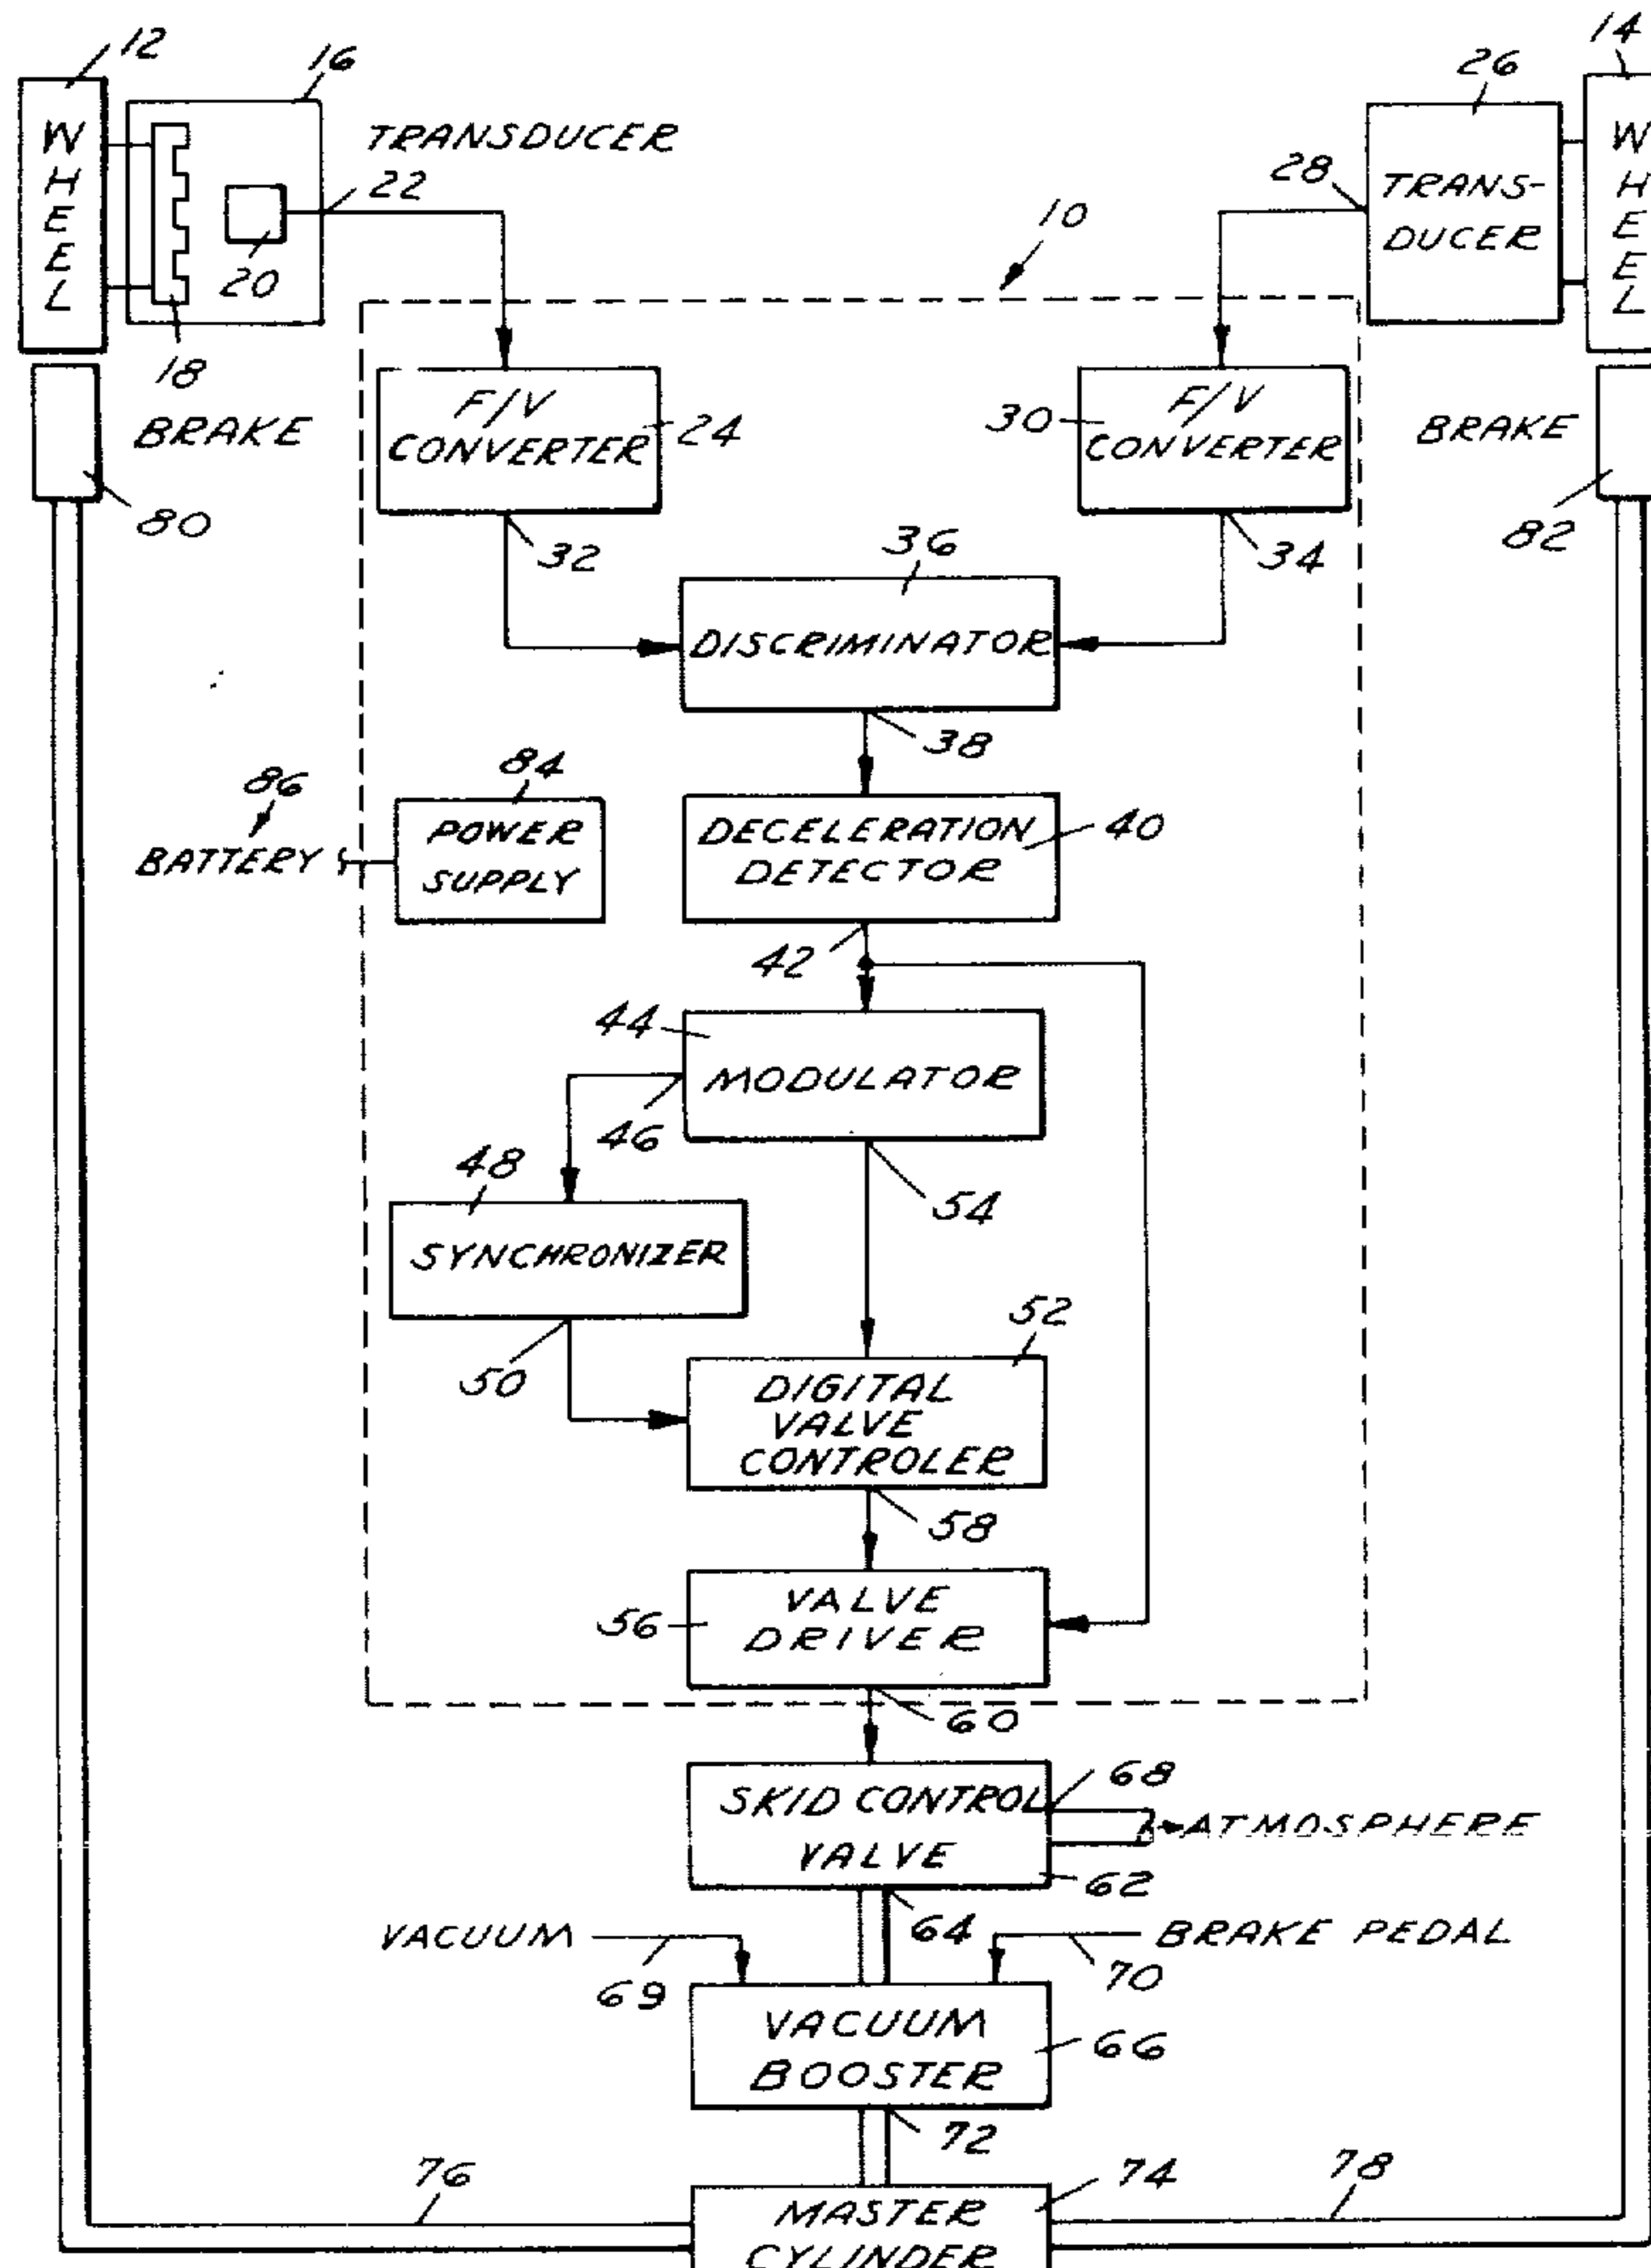 12
16
14
26
WHEEL
TRANSDUCER
22
20
18
28
TRANS-
DUCER
WHEEL
10
F/V
CONVERTER
24
30
F/V
CONVERTER
BRAKE
80
BRAKE
82
32
34
36
DISCRIMINATOR
38
84
86
BATTERY
POWER
SUPPLY
DECELERATION
DETECTOR
40
42
44
MODULATOR
46
48
54
SYNCHRONIZER
50
52
DIGITAL
VALVE
CONTROLER
58
56
VALVE
DRIVER
60
SKID CONTROL
VALVE
68
ATMOSPHERE
62
64
VACUUM
69
BRAKE PEDAL
70
VACUUM
BOOSTER
66
72
76
74
78
MASTER
CYLINDER